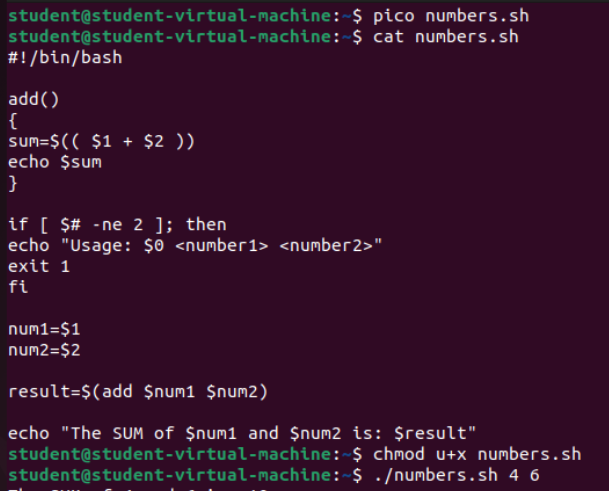 student@student-virtual-machine:~$ pico numbers.sh
student@student-virtual-machine:~$ cat numbers.sh
#!/bin/bash
add()
{
sum=$(( $1 + $2 ))
echo $sum
}
if [ $# -ne 2 ]; then
echo "Usage: $0 <number1> <number2>"
exit 1
fi
num1=$1
num2=$2
result=$(add $num1 $num2)
echo "The SUM of $num1 and $num2 is: $result"
student@student-virtual-machine:~$ chmod u+x numbers.sh
student@student-virtual-machine:~$ ./numbers.sh 4 6